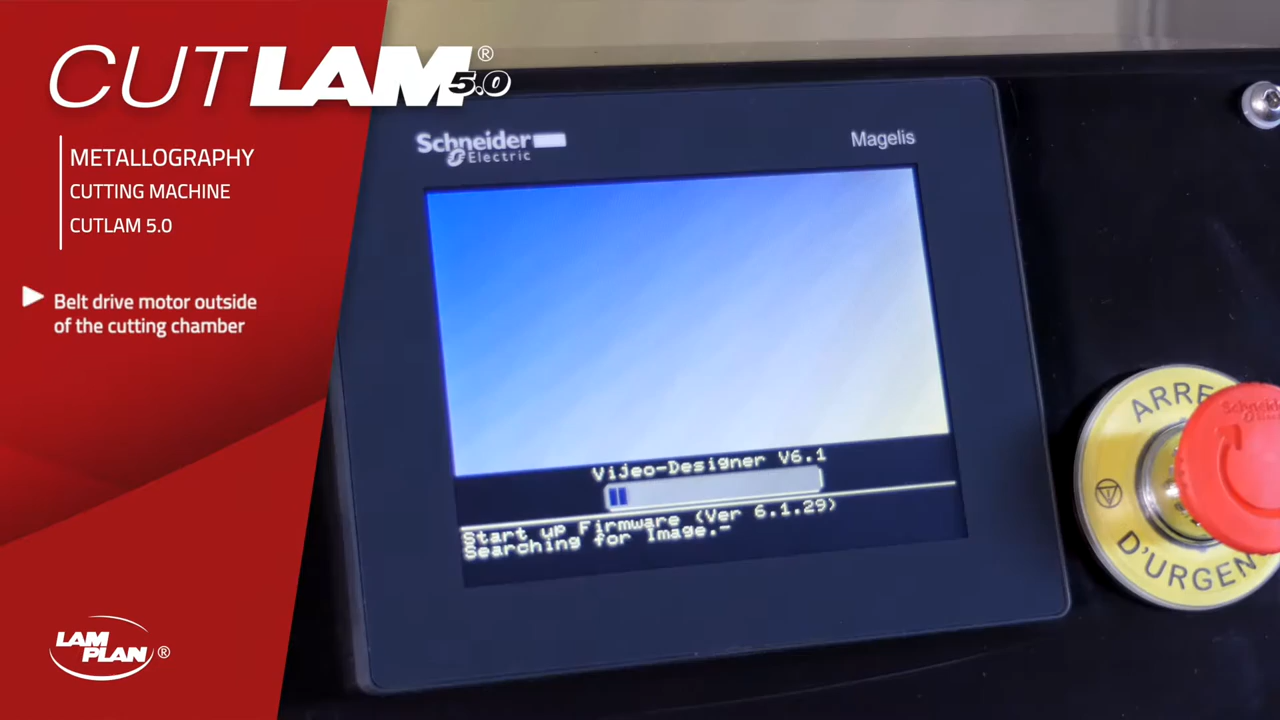 CUTLAM® 5.0
METALLOGRAPHY
CUTTING MACHINE
CUTLAM 5.0
Belt drive motor outside
of the cutting chamber
LAM
PLAN®
Schneider
Electric
Magelis
Vijeo-Designer V6.1
Start up Firmware (Ver 6.1.29)
Searching for Image.-
ARRE
D'URGEN
Schneide